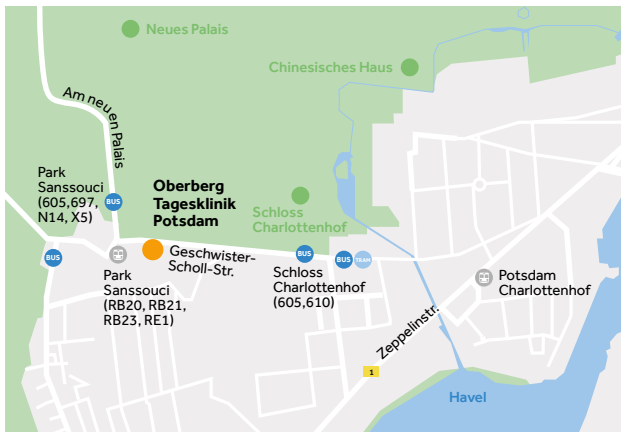 Neues Palais
Chinesisches Haus
Am neuen Palais
Park
Sanssouci
(605,697,
N14, X5)
BUS
Oberberg
Tagesklinik
Potsdam
Schloss
Charlottenhof
BUS
Geschwister-
Scholl-Str.
BUS
BUS
TRAM
Park
Sanssouci
(RB20, RB21,
RB23, RE1)
Schloss
Charlottenhof
(605,610)
Potsdam
Charlottenhof
Zeppelinstr.
1
Havel